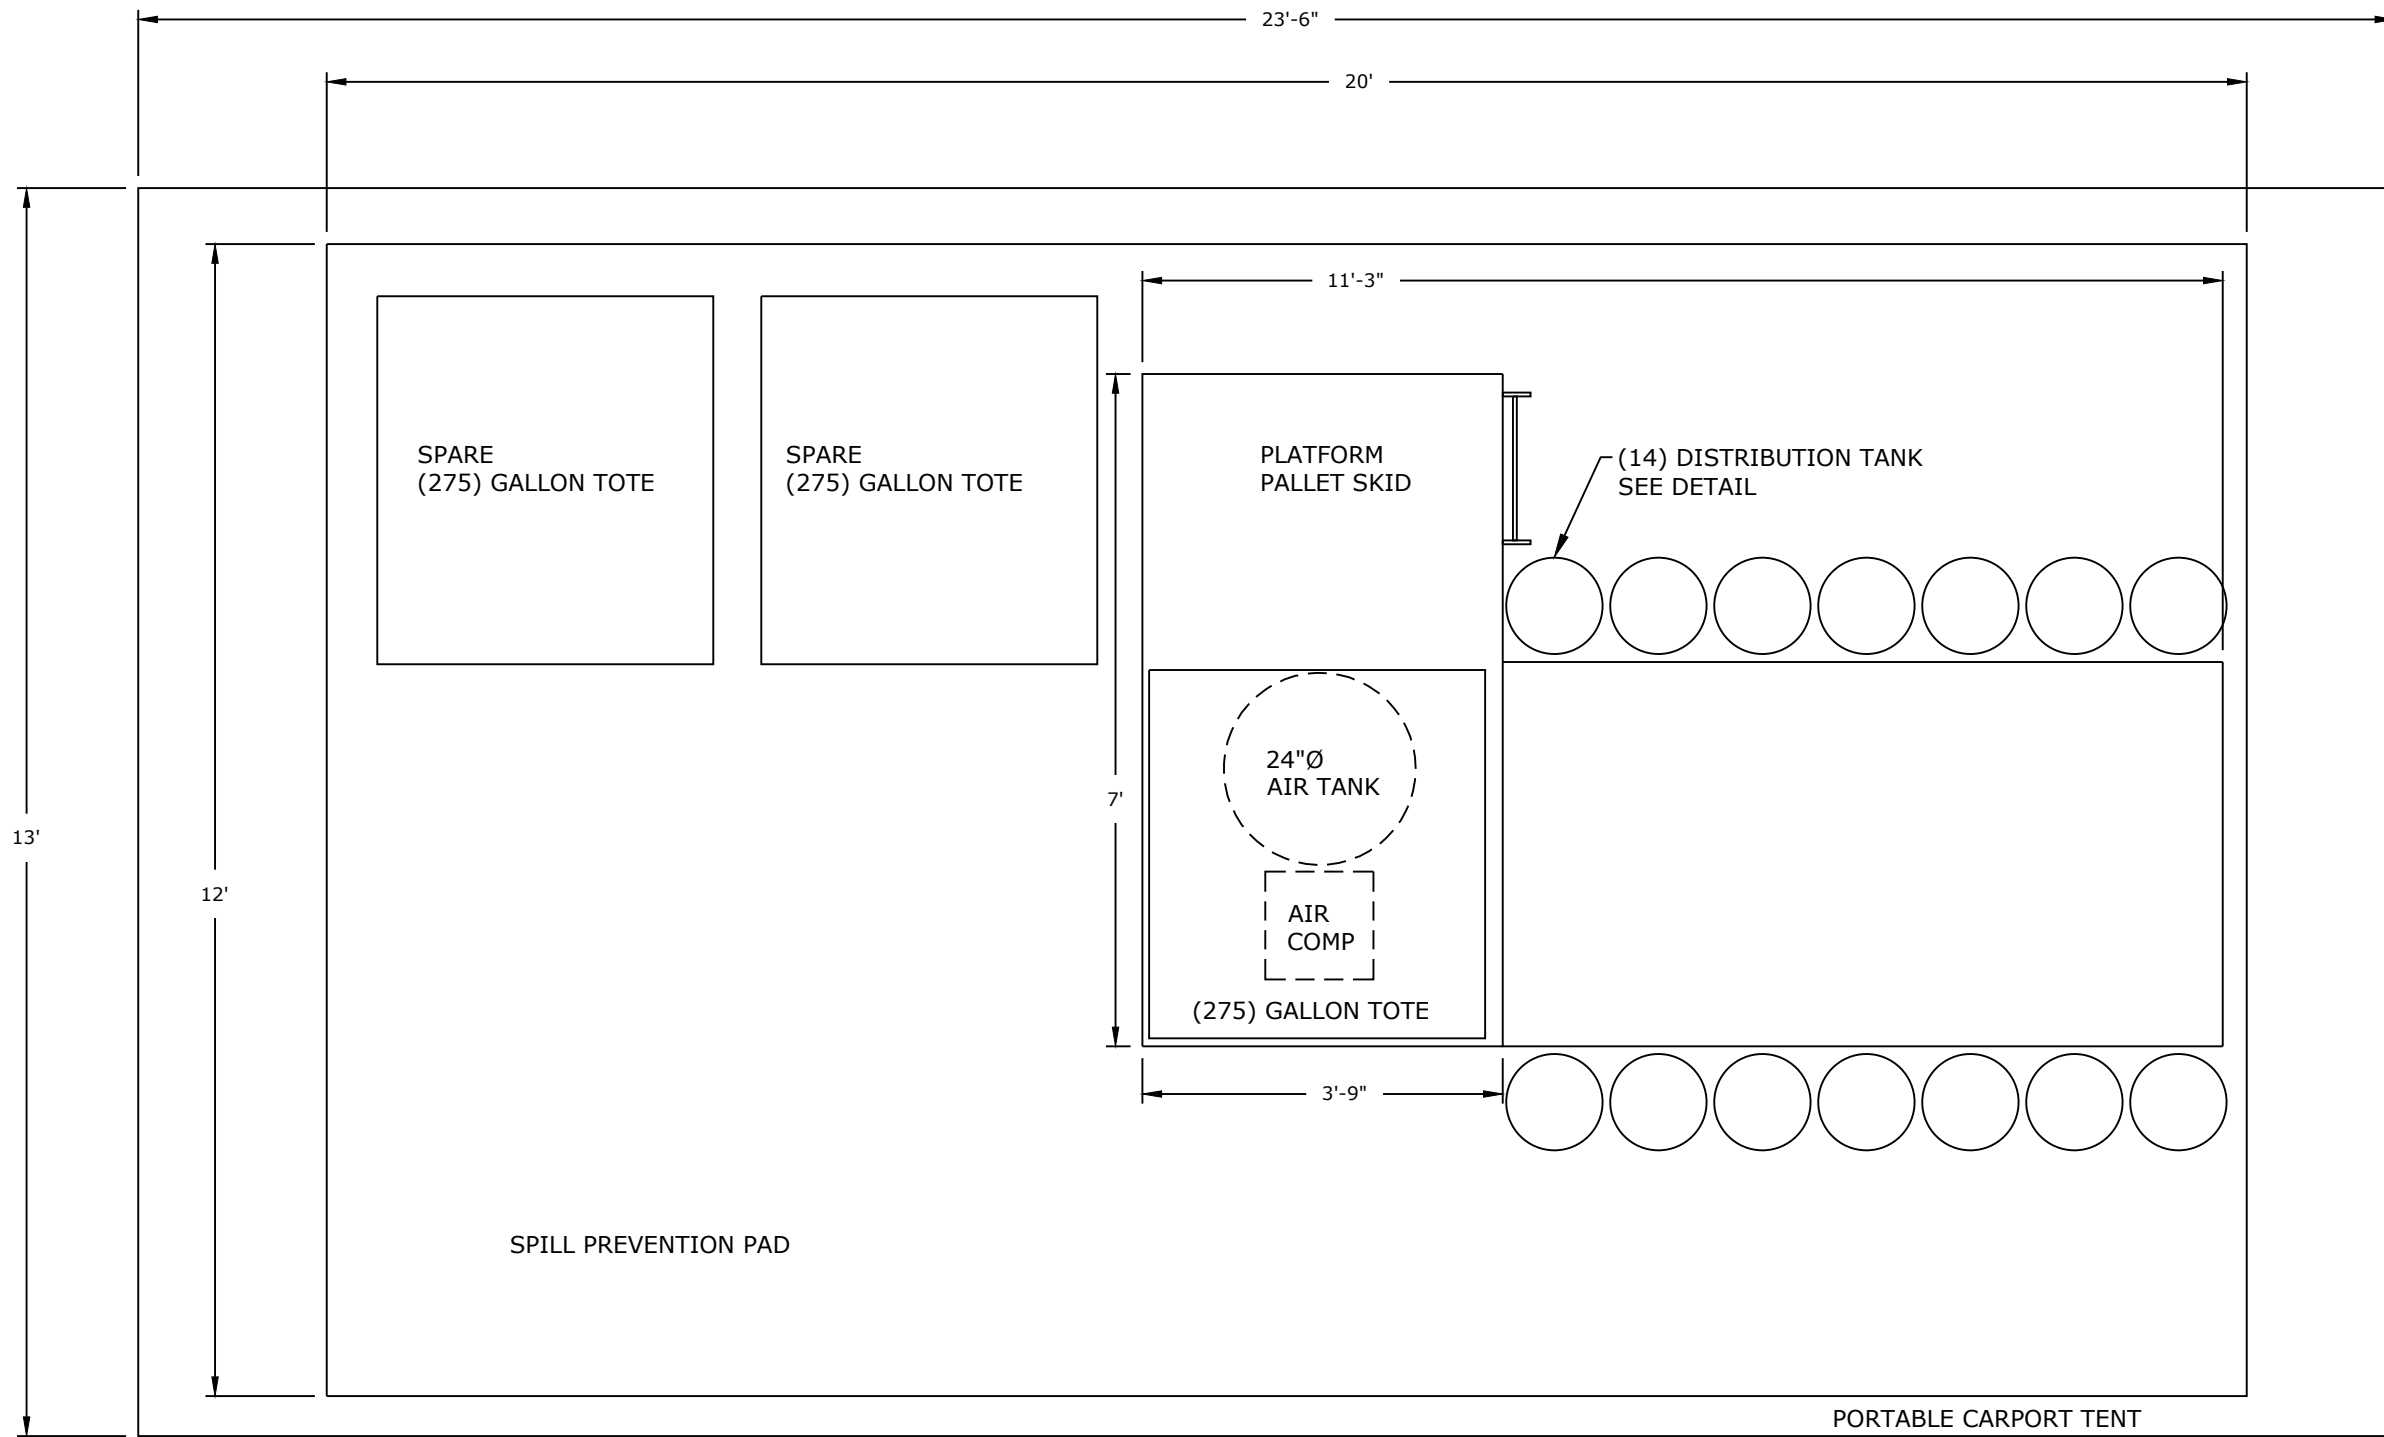 23'-6"
20'
11'-3"
SPARE
(275) GALLON TOTE
SPARE
(275) GALLON TOTE
PLATFORM
PALLET SKID
(14) DISTRIBUTION TANK
SEE DETAIL
24"Ø
AIR TANK
7'
13'
12'
AIR
COMP
(275) GALLON TOTE
3'-9"
SPILL PREVENTION PAD
PORTABLE CARPORT TENT